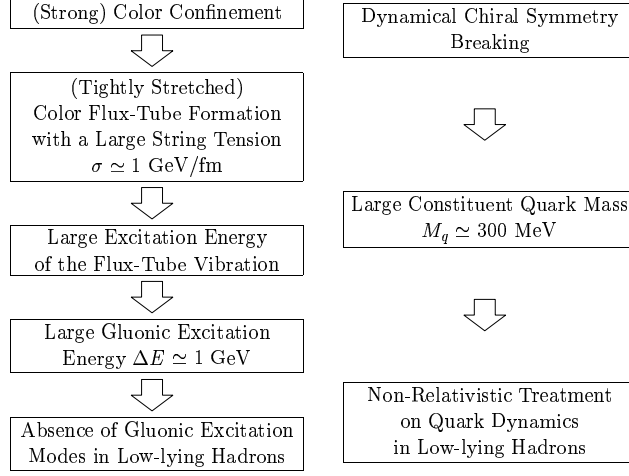 (Strong) Color Confinement
(Tightly Stretched)
Color Flux-Tube Formation
with a Large String Tension
σ ≃ 1 GeV/fm
Large Excitation Energy
of the Flux-Tube Vibration
Large Gluonic Excitation
Energy ΔE ≃ 1 GeV
Absence of Gluonic Excitation
Modes in Low-lying Hadrons
Dynamical Chiral Symmetry
Breaking
Large Constituent Quark Mass
M_q ≃ 300 MeV
Non-Relativistic Treatment
on Quark Dynamics
in Low-lying Hadrons